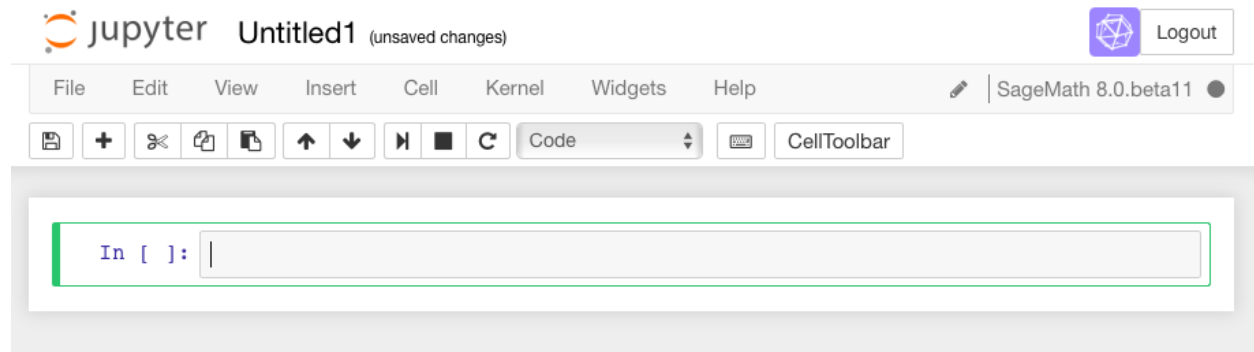 jupyter Untitled1 (unsaved changes) Logout
File Edit View Insert Cell Kernel Widgets Help SageMath 8.0.beta11
Code CellToolbar
In [ ]: